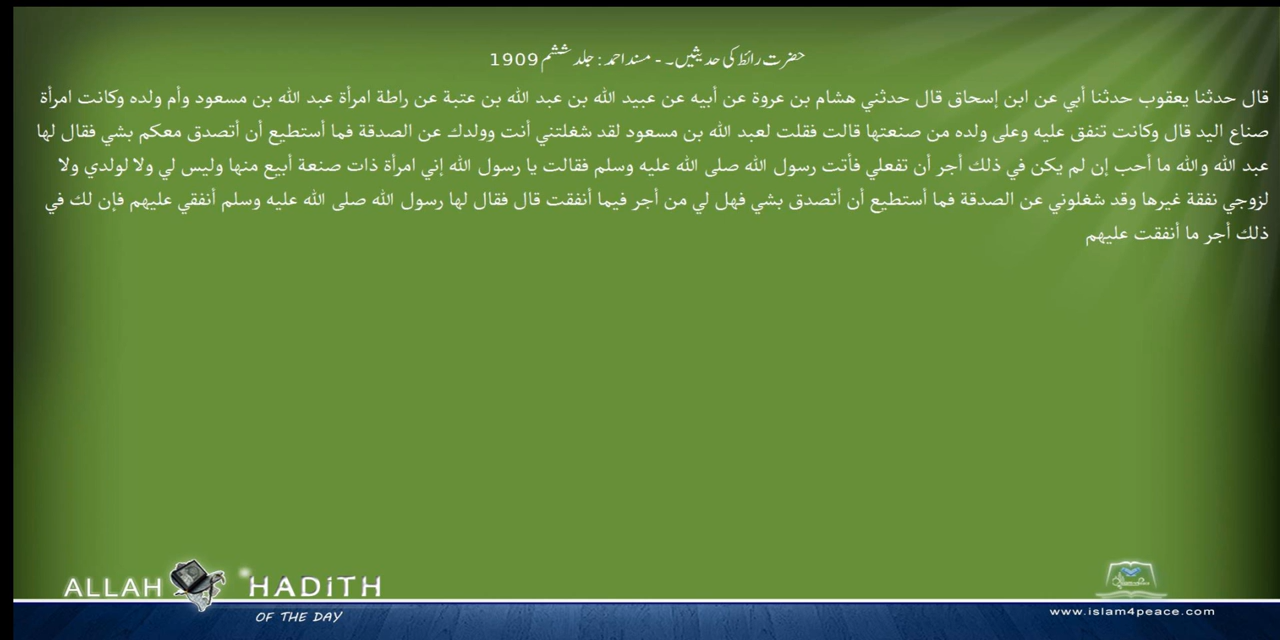 حضرت رائطہ کی حدیثیں۔ - مسند احمد : جلد ششم 1909
قال حدثنا يعقوب حدثنا أبي عن ابن إسحاق قال حدثني هشام بن عروة عن أبيه عن عبيد الله بن عبد الله بن عتبة عن راطة امرأة عبد الله بن مسعود وأم ولده وكانت امرأة
صناع اليد قال وكانت تنفق عليه وعلى ولده من صنعتها قالت فقلت لعبد الله بن مسعود لقد شغلتني أنت وولدك عن الصدقة فما أستطيع أن أتصدق معكم بشي فقال لها
عبد الله والله ما أحب إن لم يكن في ذلك أجر أن تفعلي فأتت رسول الله صلى الله عليه وسلم فقالت يا رسول الله إني امرأة ذات صنعة أبيع منها وليس لي ولا لولدي ولا
لزوجي نفقة غيرها وقد شغلوني عن الصدقة فما أستطيع أن أتصدق بشي فهل لي من أجر فيما أنفقت قال فقال لها رسول الله صلى الله عليه وسلم أنفقي عليهم فإن لك في
ذلك أجر ما أنفقت عليهم
ALLAH HADITH
OF THE DAY
www.islam4peace.com